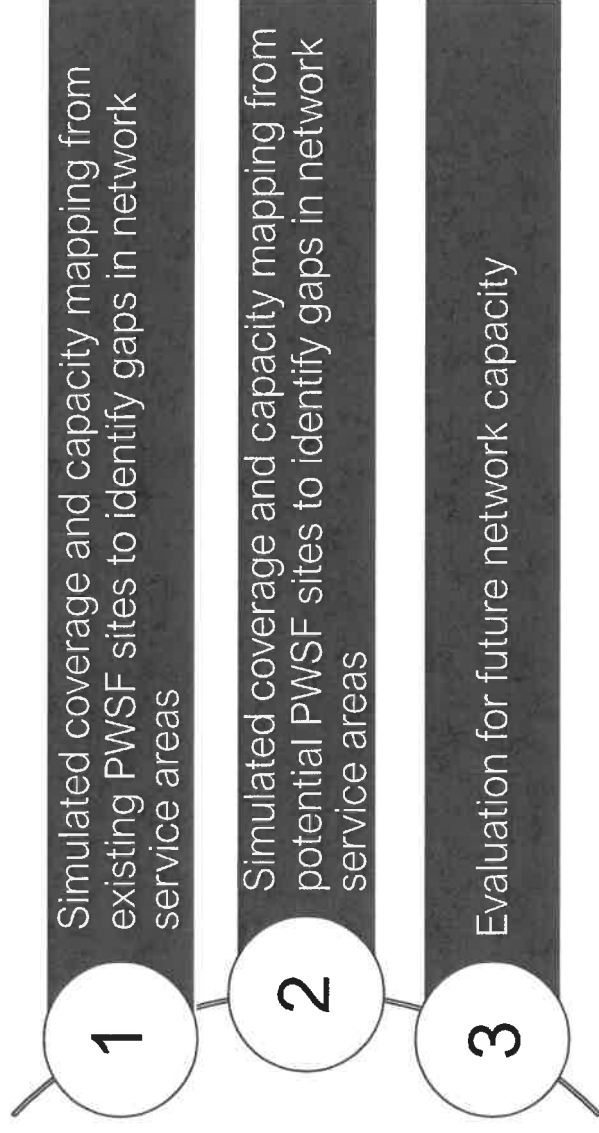 1
Simulated coverage and capacity mapping from
existing PWSF sites to identify gaps in network
service areas
2
Simulated coverage and capacity mapping from
potential PWSF sites to identify gaps in network
service areas
3
Evaluation for future network capacity